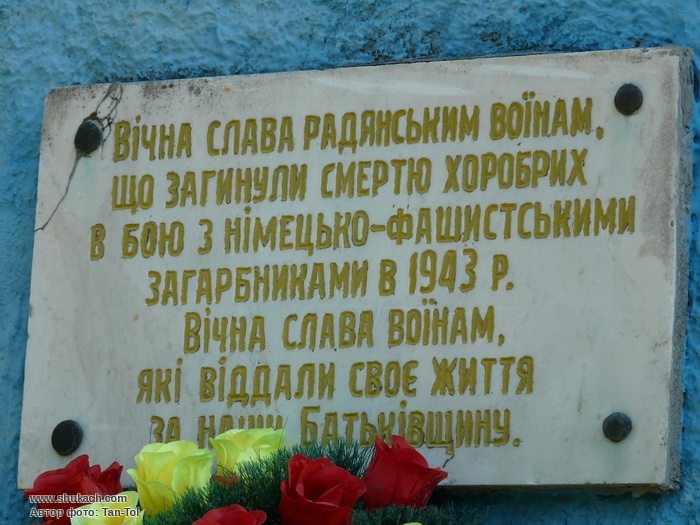 Вічна слава радянським воїнам,
що загинули смертю хоробрих
в бою з німецько-фашистськими
загарбниками в 1943 р.
Вічна слава воїнам,
які віддали своє життя
за нашу Батьківщину.
www.shukach.com
Автор фото: Tan-Tol